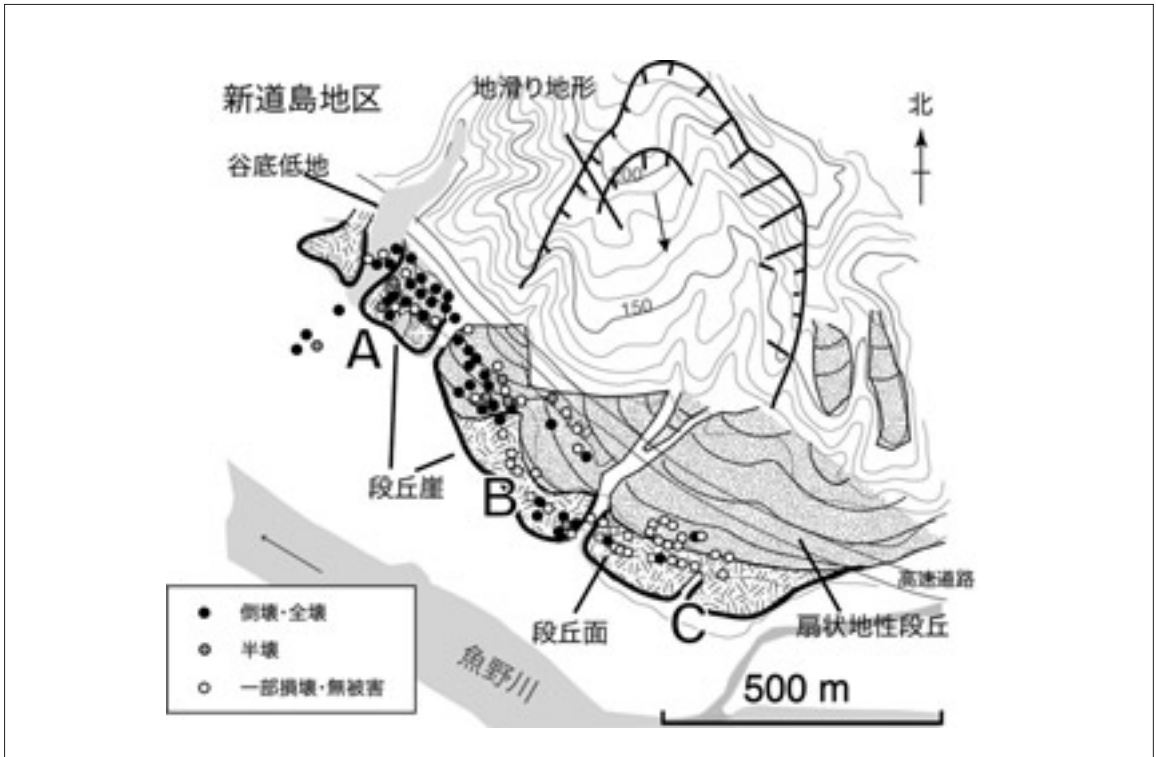 新道島地区
地滑り地形
北
谷底低地
200
150
A
段丘崖
B
高速道路
段丘面
C
扇状地性段丘
魚野川
500 m
側壊・全壊
半壊
一部損壊・無被害